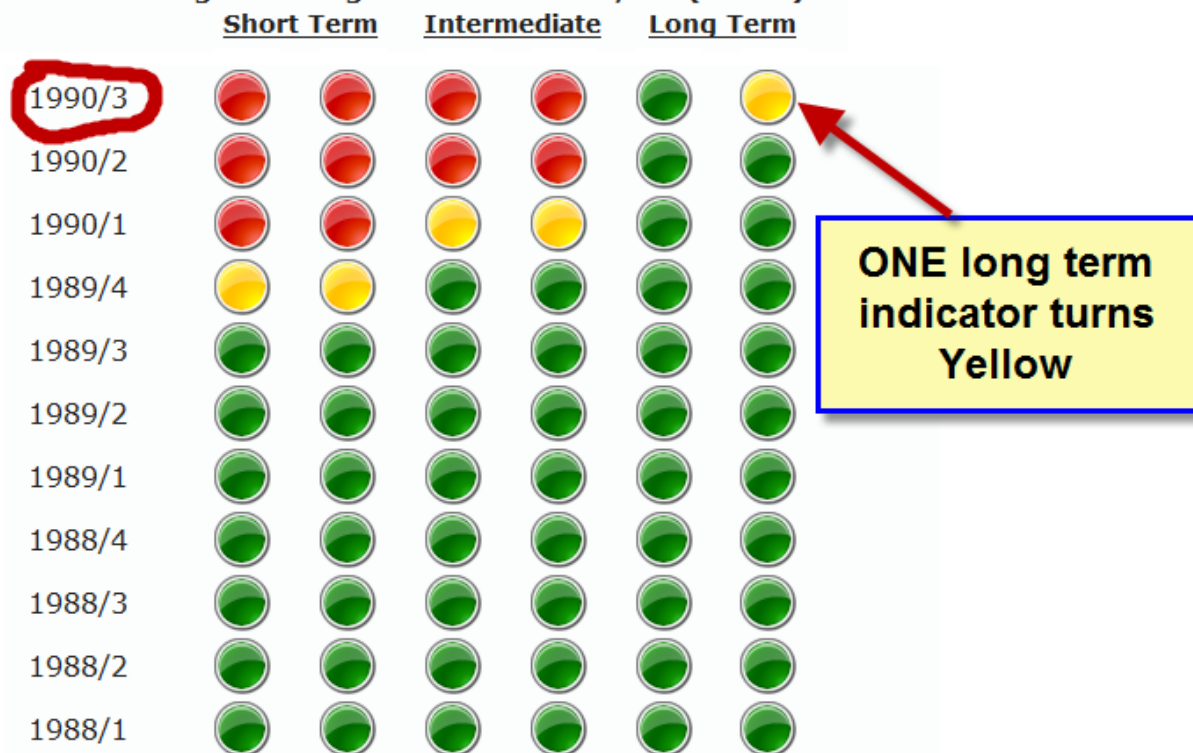 Short Term Intermediate Long Term
1990/3
1990/2
1990/1
1989/4
1989/3
1989/2
1989/1
1988/4
1988/3
1988/2
1988/1
ONE long term
indicator turns
Yellow